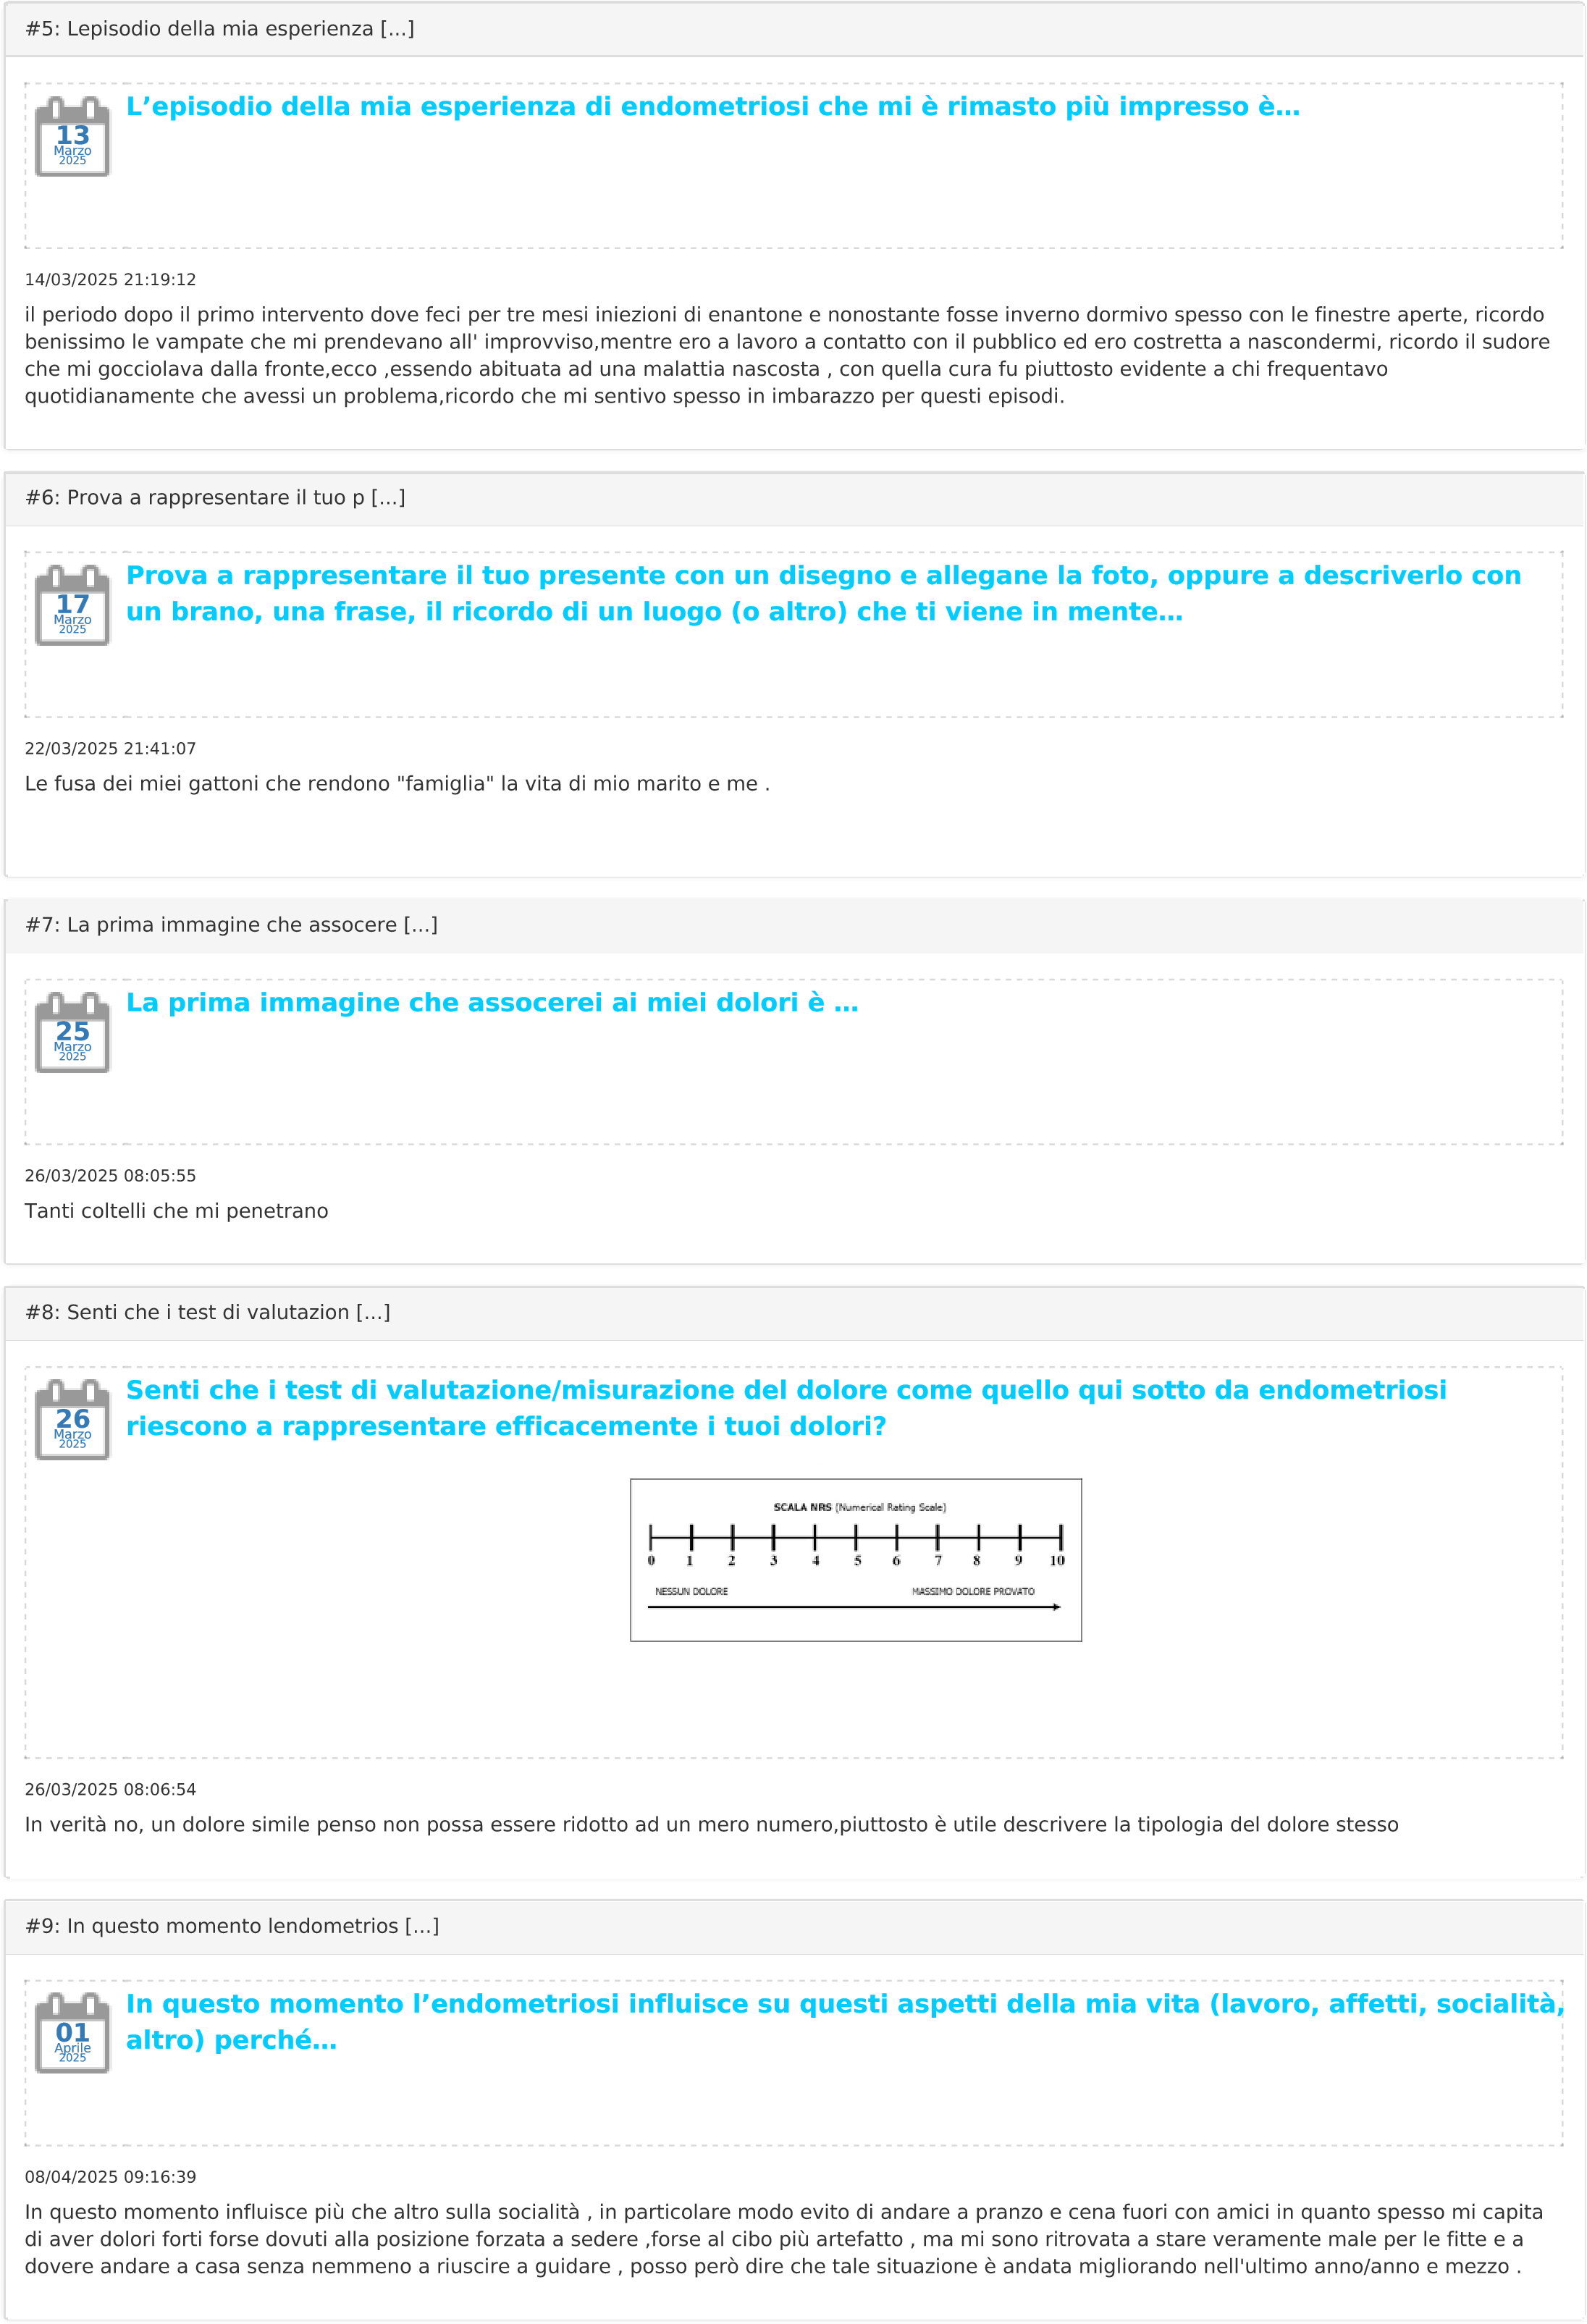 #5: Lepisodio della mia esperienza [...]
L’episodio della mia esperienza di endometriosi che mi è rimasto più impresso è…
13
Marzo
2025
14/03/2025 21:19:12
il periodo dopo il primo intervento dove feci per tre mesi iniezioni di enantone e nonostante fosse inverno dormivo spesso con le finestre aperte, ricordo
benissimo le vampate che mi prendevano all' improvviso,mentre ero a lavoro a contatto con il pubblico ed ero costretta a nascondermi, ricordo il sudore
che mi gocciolava dalla fronte,ecco ,essendo abituata ad una malattia nascosta , con quella cura fu piuttosto evidente a chi frequentavo
quotidianamente che avessi un problema,ricordo che mi sentivo spesso in imbarazzo per questi episodi.
#6: Prova a rappresentare il tuo p [...]
Prova a rappresentare il tuo presente con un disegno e allegane la foto, oppure a descriverlo con
un brano, una frase, il ricordo di un luogo (o altro) che ti viene in mente…
17
Marzo
2025
22/03/2025 21:41:07
Le fusa dei miei gattoni che rendono "famiglia" la vita di mio marito e me .
#7: La prima immagine che assocere [...]
La prima immagine che assocerei ai miei dolori è …
25
Marzo
2025
26/03/2025 08:05:55
Tanti coltelli che mi penetrano
#8: Senti che i test di valutazion [...]
Senti che i test di valutazione/misurazione del dolore come quello qui sotto da endometriosi
riescono a rappresentare efficacemente i tuoi dolori?
26
Marzo
2025
SCALA NRS (Numerical Rating Scale)
0 1 2 3 4 5 6 7 8 9 10
NESSUN DOLORE MASSIMO DOLORE PROVATO
26/03/2025 08:06:54
In verità no, un dolore simile penso non possa essere ridotto ad un mero numero,piuttosto è utile descrivere la tipologia del dolore stesso
#9: In questo momento lendometrios [...]
In questo momento l’endometriosi influisce su questi aspetti della mia vita (lavoro, affetti, socialità,
altro) perché…
01
Aprile
2025
08/04/2025 09:16:39
In questo momento influisce più che altro sulla socialità , in particolare modo evito di andare a pranzo e cena fuori con amici in quanto spesso mi capita
di aver dolori forti forse dovuti alla posizione forzata a sedere ,forse al cibo più artefatto , ma mi sono ritrovata a stare veramente male per le fitte e a
dovere andare a casa senza nemmeno a riuscire a guidare , posso però dire che tale situazione è andata migliorando nell'ultimo anno/anno e mezzo .